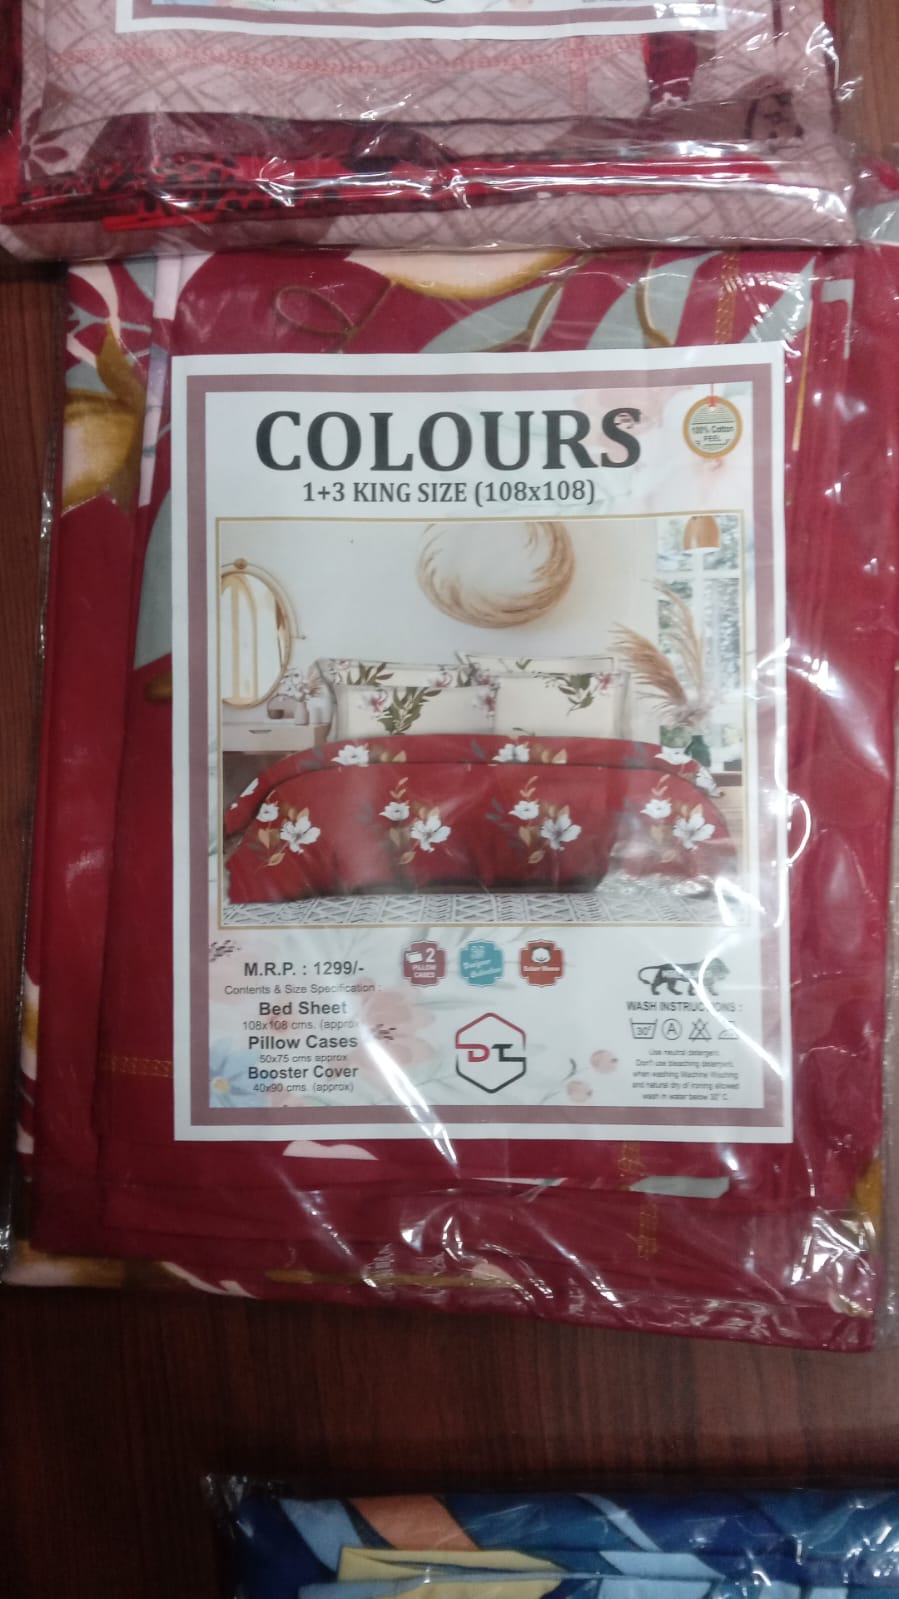 COLOURS
1+3 KING SIZE (108x108)
100% Cotton
FEEL
M.R.P. : 1299/-
Contents & Size Specification :
Bed Sheet
108x108 cms. (approx
Pillow Cases
50x75 cms approx
Booster Cover
40x90 cms. (approx)
2
PILLOW
CASES
Designer
Collection
DT
WASH INSTRUCTIONS :
30°
A
Use neutral detergent.
Don't use bleaching detergent,
when washing Machine Washing
and natural dry of ironing allowed
wash in water below 30° C.